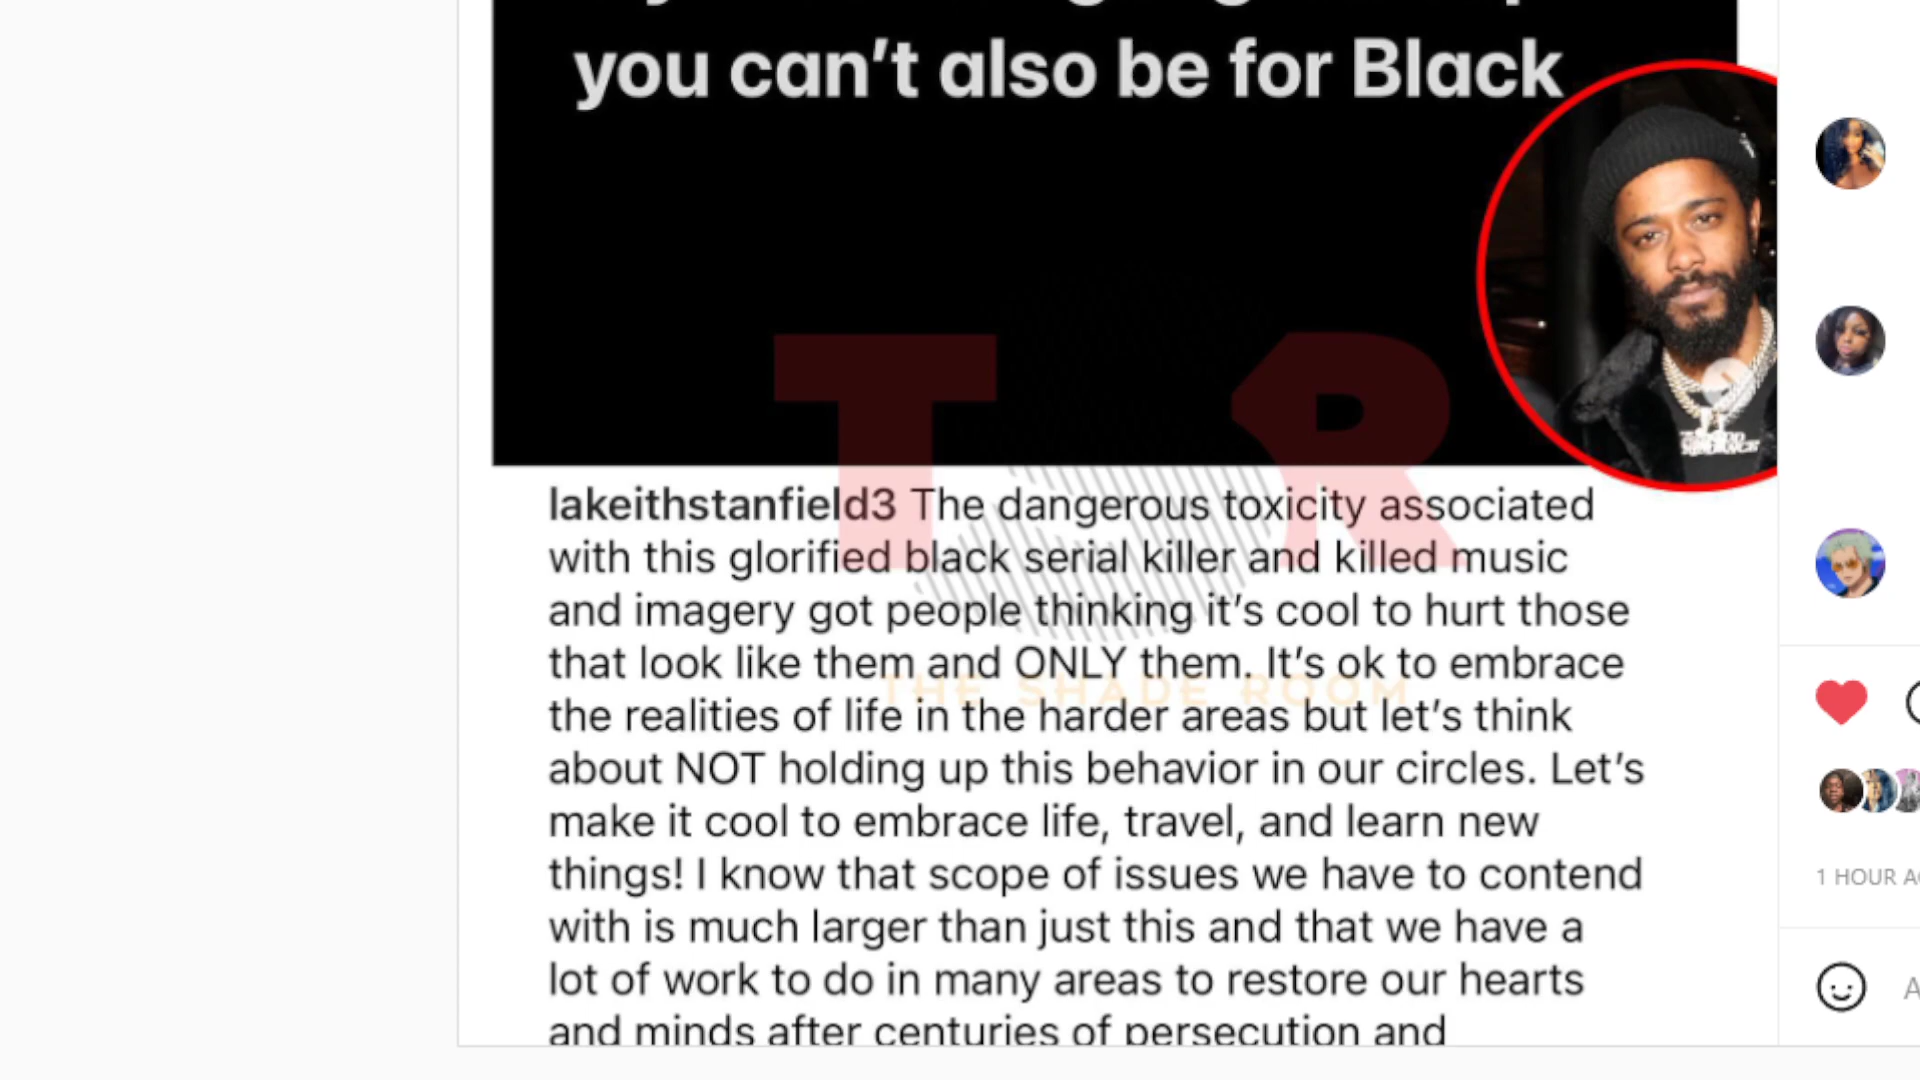 you can't also be for Black
T R
lakeithstanfield3 The dangerous toxicity associated
with this glorified black serial killer and killed music
and imagery got people thinking it's cool to hurt those
that look like them and ONLY them. It's ok to embrace
THE SHADE ROOM
the realities of life in the harder areas but let's think
about NOT holding up this behavior in our circles. Let's
make it cool to embrace life, travel, and learn new
things! I know that scope of issues we have to contend
with is much larger than just this and that we have a
lot of work to do in many areas to restore our hearts
and minds after centuries of persecution and
1 HOUR